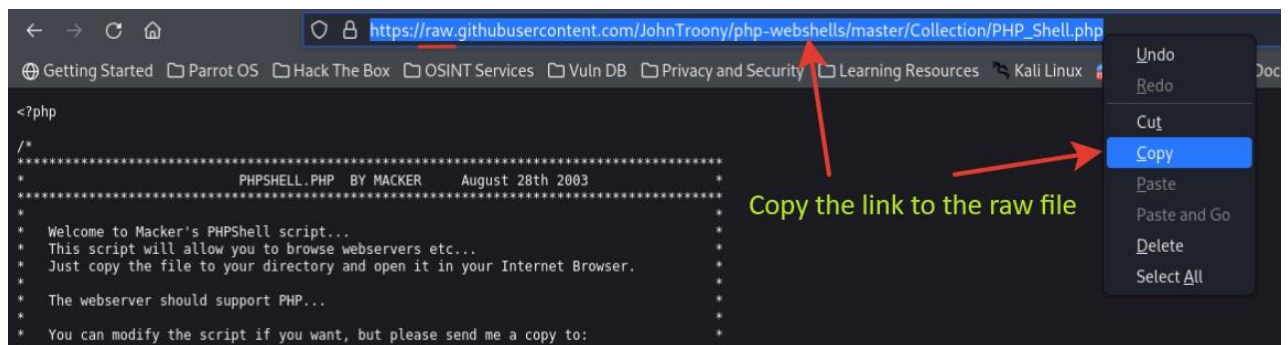 https://raw.githubusercontent.com/JohnTroony/php-webshells/master/Collection/PHP_Shell.php
Getting Started Parrot OS Hack The Box OSINT Services Vuln DB Privacy and Security Learning Resources Kali Linux Doc
Undo
Redo
Cut
Copy
Paste
Paste and Go
Delete
Select All
<?php
/*
******************************************************************************************
* PHPSHELL.PHP BY MACKER August 28th 2003 *
******************************************************************************************
* *
* Welcome to Macker's PHPShell script... *
* This script will allow you to browse webservers etc... *
* Just copy the file to your directory and open it in your Internet Browser. *
* *
* The webserver should support PHP... *
* *
* You can modify the script if you want, but please send me a copy to: *
Copy the link to the raw file